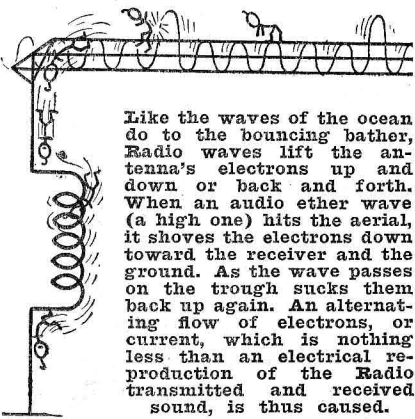 Like the waves of the ocean
do to the bouncing bather,
Radio waves lift the an-
tenna's electrons up and
down or back and forth.
When an audio ether wave
(a high one) hits the aerial,
it shoves the electrons down
toward the receiver and the
ground. As the wave passes
on the trough sucks them
back up again. An alternat-
ing flow of electrons, or
current, which is nothing
less than an electrical re-
production of the Radio
transmitted and received
sound, is thus caused.